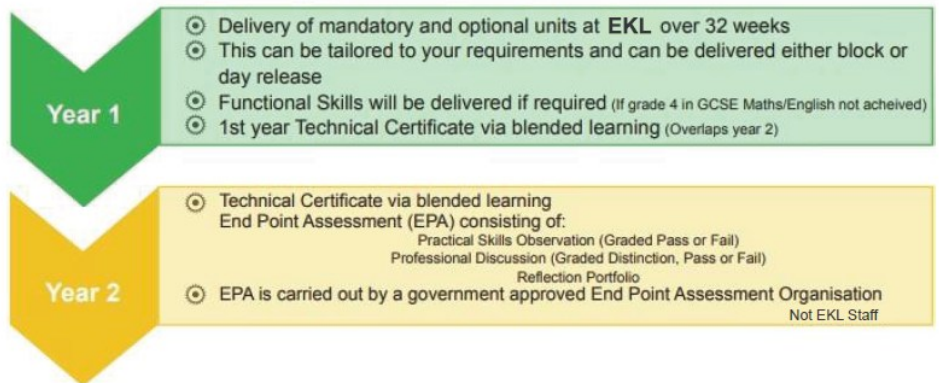 Year 1
Delivery of mandatory and optional units at EKL over 32 weeks
This can be tailored to your requirements and can be delivered either block or
day release
Functional Skills will be delivered if required (If grade 4 in GCSE Maths/English not acheived)
1st year Technical Certificate via blended learning (Overlaps year 2)
Year 2
Technical Certificate via blended learning
End Point Assessment (EPA) consisting of:
Practical Skills Observation (Graded Pass or Fail)
Professional Discussion (Graded Distinction, Pass or Fail)
Reflection Portfolio
EPA is carried out by a government approved End Point Assessment Organisation
Not EKL Staff